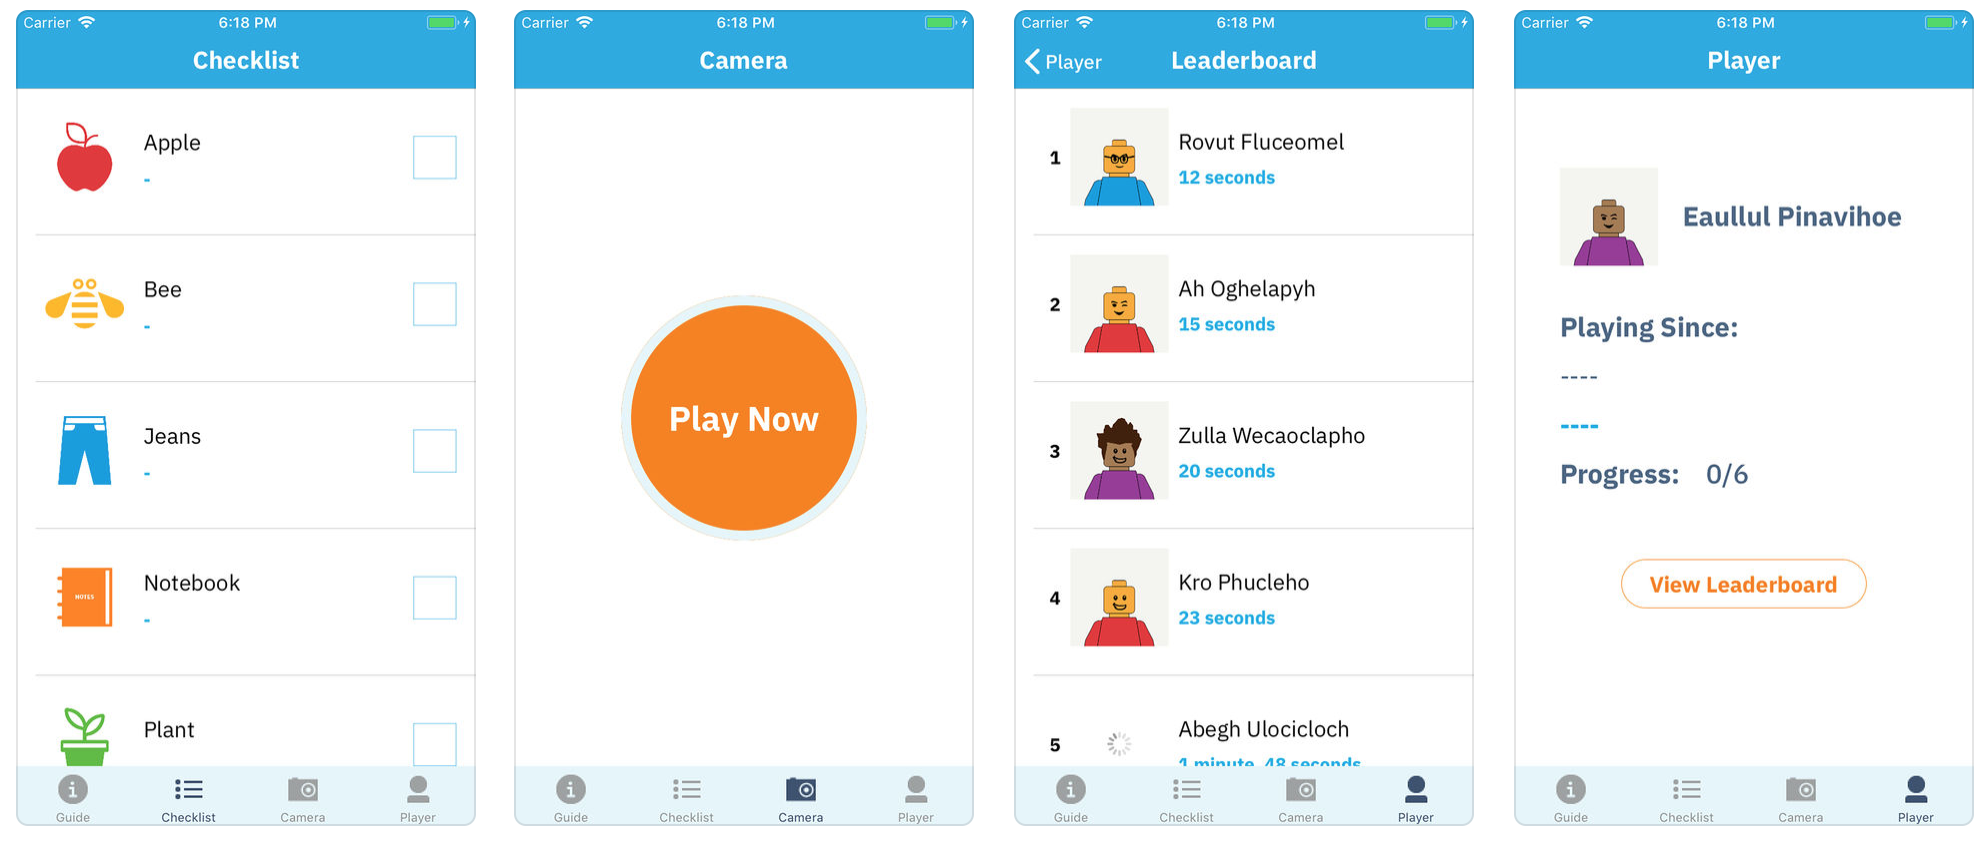 Carrier 6:18 PM
Checklist
Apple
-
Bee
-
Jeans
-
Notebook
-
NOTES
Plant
Guide Checklist Camera Player
Carrier 6:18 PM
Camera
Play Now
Guide Checklist Camera Player
Carrier 6:18 PM
Player Leaderboard
1 Rovut Fluceomel
12 seconds
2 Ah Oghelapyh
15 seconds
3 Zulla Wecaoclapho
20 seconds
4 Kro Phucleho
23 seconds
5 Abegh Ulocicloch
1 minute, 48 seconds
Guide Checklist Camera Player
Carrier 6:18 PM
Player
Eaullul Pinavihoe
Playing Since:
----
----
Progress: 0/6
View Leaderboard
Guide Checklist Camera Player